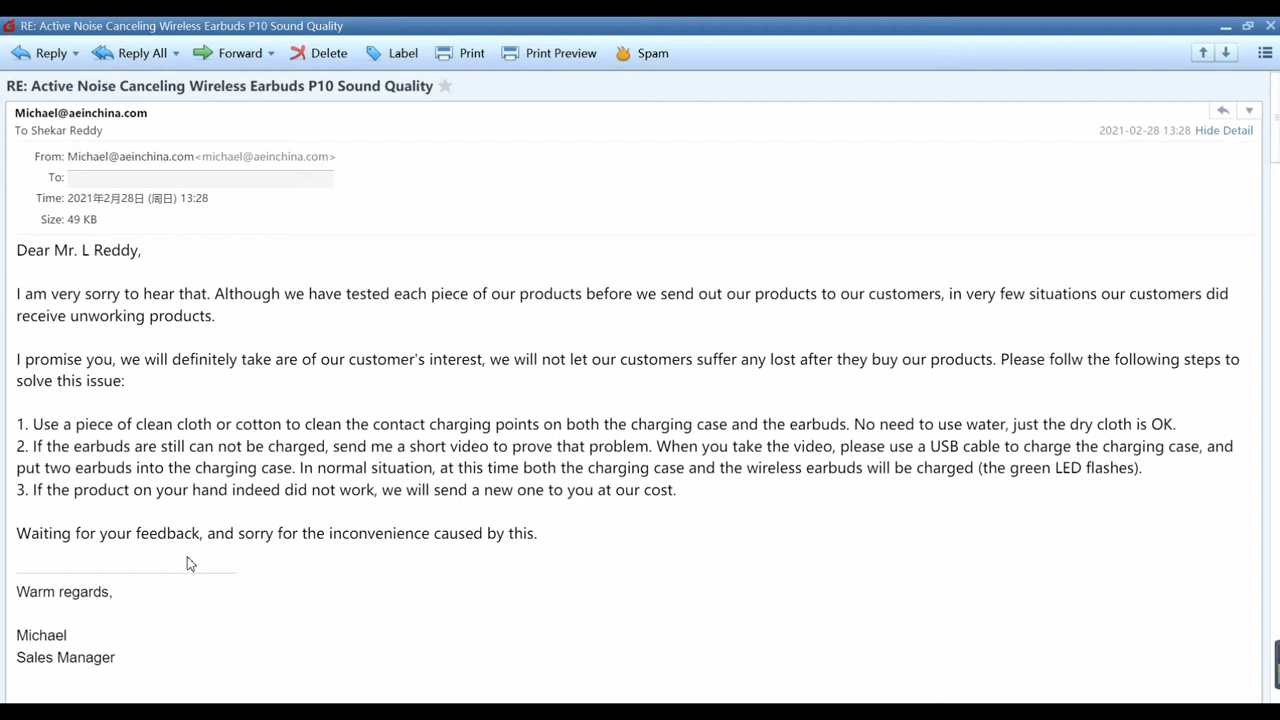 RE: Active Noise Canceling Wireless Earbuds P10 Sound Quality
Reply Reply All Forward Delete Label Print Print Preview Spam
RE: Active Noise Canceling Wireless Earbuds P10 Sound Quality
Michael@aeinchina.com
To Shekar Reddy
2021-02-28 13:28 Hide Detail
From: Michael@aeinchina.com<michael@aeinchina.com>
To:
Time: 2021年2月28日 (周日) 13:28
Size: 49 KB
Dear Mr. L Reddy,
I am very sorry to hear that. Although we have tested each piece of our products before we send out our products to our customers, in very few situations our customers did
receive unworking products.
I promise you, we will definitely take are of our customer's interest, we will not let our customers suffer any lost after they buy our products. Please follw the following steps to
solve this issue:
1. Use a piece of clean cloth or cotton to clean the contact charging points on both the charging case and the earbuds. No need to use water, just the dry cloth is OK.
2. If the earbuds are still can not be charged, send me a short video to prove that problem. When you take the video, please use a USB cable to charge the charging case, and
put two earbuds into the charging case. In normal situation, at this time both the charging case and the wireless earbuds will be charged (the green LED flashes).
3. If the product on your hand indeed did not work, we will send a new one to you at our cost.
Waiting for your feedback, and sorry for the inconvenience caused by this.
Warm regards,
Michael
Sales Manager